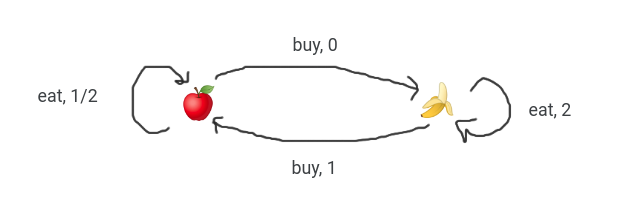 buy, 0
eat, 1/2
eat, 2
buy, 1